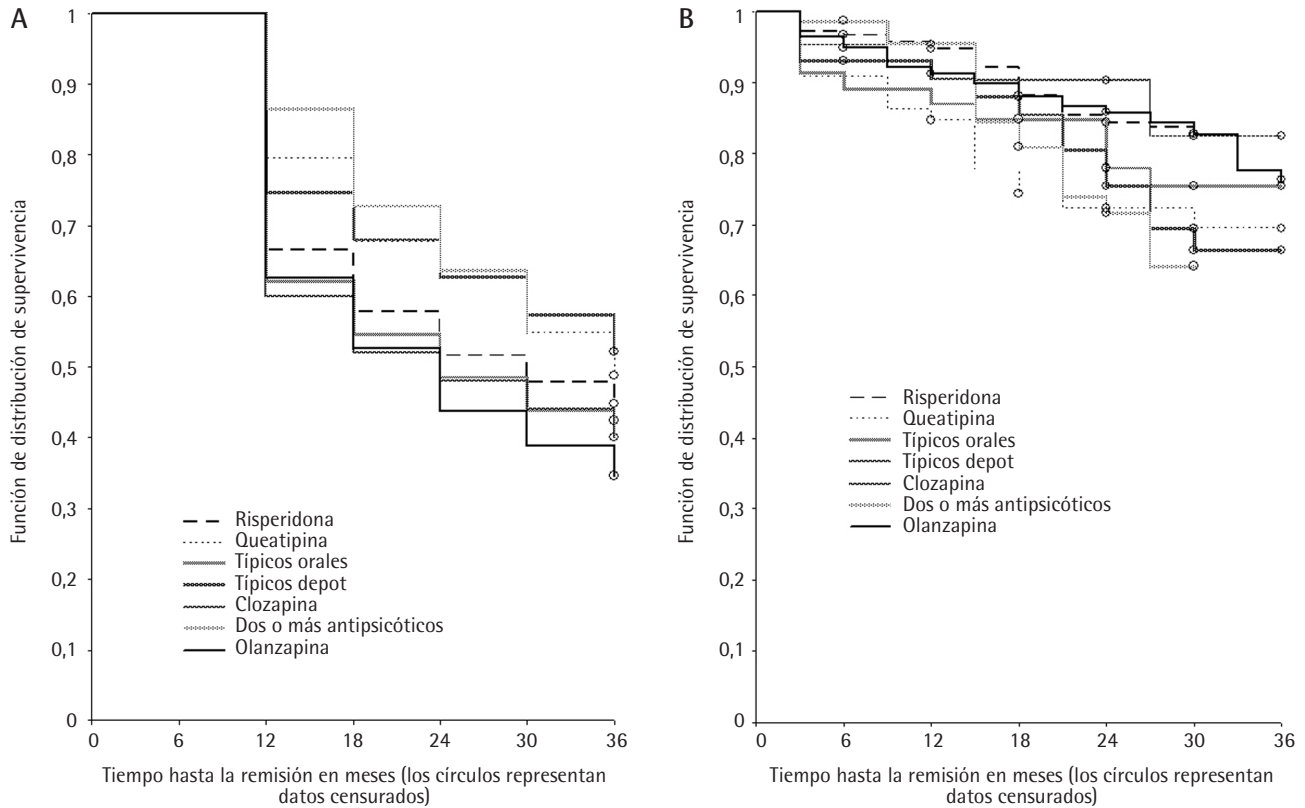 A
Función de distribución de supervivencia
1
0,9
0,8
0,7
0,6
0,5
0,4
0,3
0,2
0,1
0
Risperidona
Queatipina
Típicos orales
Típicos depot
Clozapina
Dos o más antipsicóticos
Olanzapina
0 6 12 18 24 30 36
Tiempo hasta la remisión en meses (los círculos representan
datos censurados)
B
Función de distribución de supervivencia
1
0,9
0,8
0,7
0,6
0,5
0,4
0,3
0,2
0,1
0
Risperidona
Queatipina
Típicos orales
Típicos depot
Clozapina
Dos o más antipsicóticos
Olanzapina
0 6 12 18 24 30 36
Tiempo hasta la remisión en meses (los círculos representan
datos censurados)